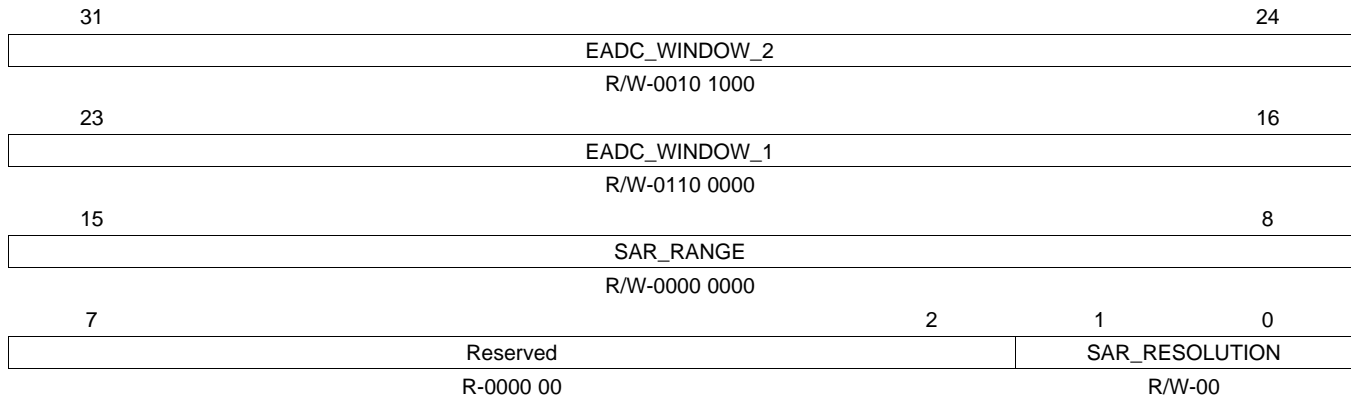 31 24
EADC_WINDOW_2
R/W-0010 1000
23 16
EADC_WINDOW_1
R/W-0110 0000
15 8
SAR_RANGE
R/W-0000 0000
7 2 1 0
Reserved SAR_RESOLUTION
R-0000 00 R/W-00